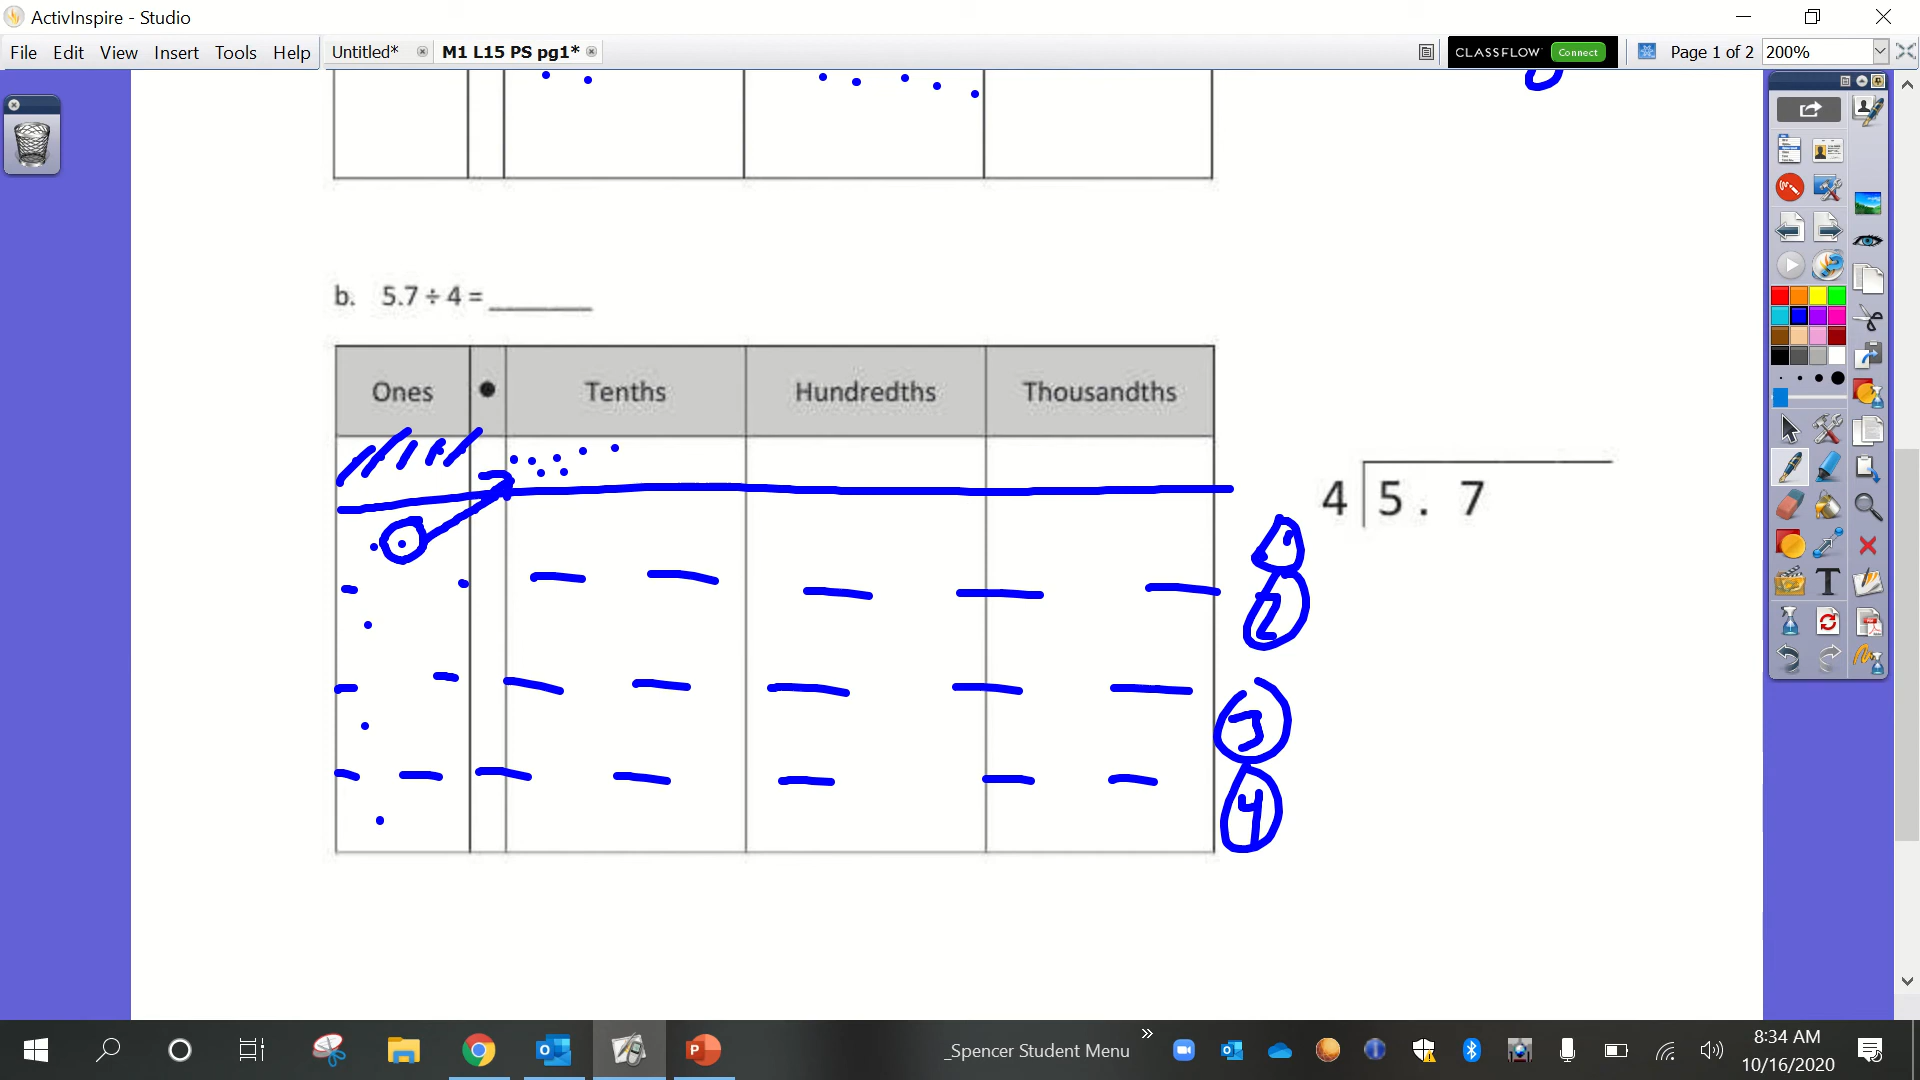 ActivInspire - Studio
File Edit View Insert Tools Help
Untitled* M1 L15 PS pg1*
CLASSFLOW Connect
Page 1 of 2 200%
b. 5.7 ÷ 4 = ________
Ones • Tenths Hundredths Thousandths
4 5 . 7
1
2
3
4
_Spencer Student Menu
8:34 AM
10/16/2020